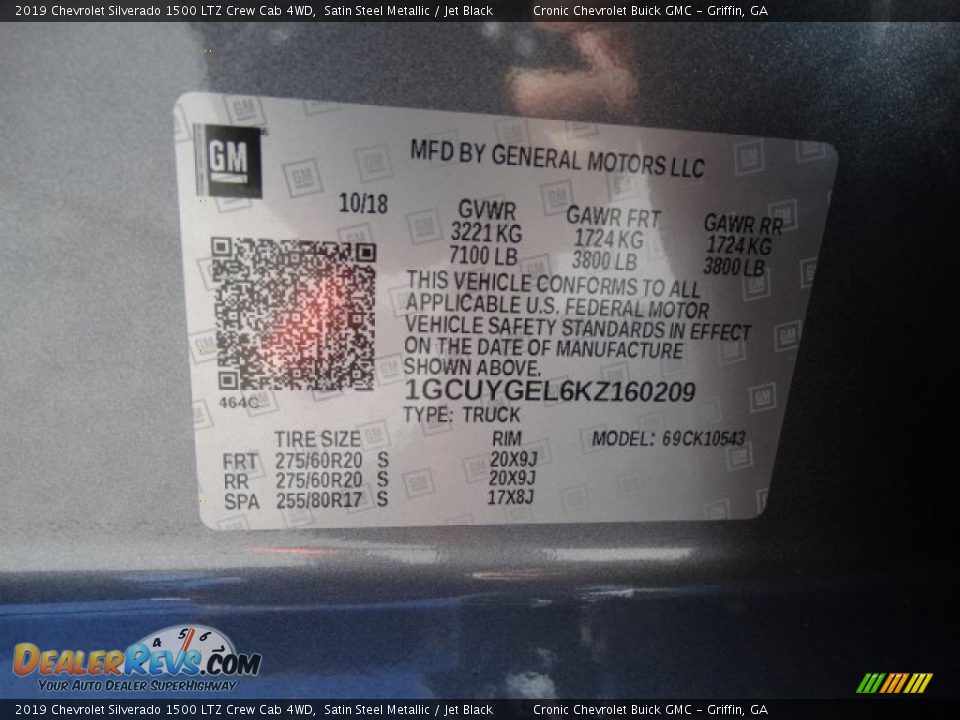 2019 Chevrolet Silverado 1500 LTZ Crew Cab 4WD, Satin Steel Metallic / Jet Black Cronic Chevrolet Buick GMC - Griffin, GA
GM
MFD BY GENERAL MOTORS LLC
10/18
GVWR GAWR FRT GAWR RR
3221 KG 1724 KG 1724 KG
7100 LB 3800 LB 3800 LB
THIS VEHICLE CONFORMS TO ALL
APPLICABLE U.S. FEDERAL MOTOR
VEHICLE SAFETY STANDARDS IN EFFECT
ON THE DATE OF MANUFACTURE
SHOWN ABOVE.
464C
1GCUYGEL6KZ160209
TYPE: TRUCK
TIRE SIZE RIM MODEL: 69CK10543
FRT 275/60R20 S 20X9J
RR 275/60R20 S 20X9J
SPA 255/80R17 S 17X8J
4 5 6
DealerRevs.com
Your Auto Dealer SuperHighway
2019 Chevrolet Silverado 1500 LTZ Crew Cab 4WD, Satin Steel Metallic / Jet Black Cronic Chevrolet Buick GMC - Griffin, GA